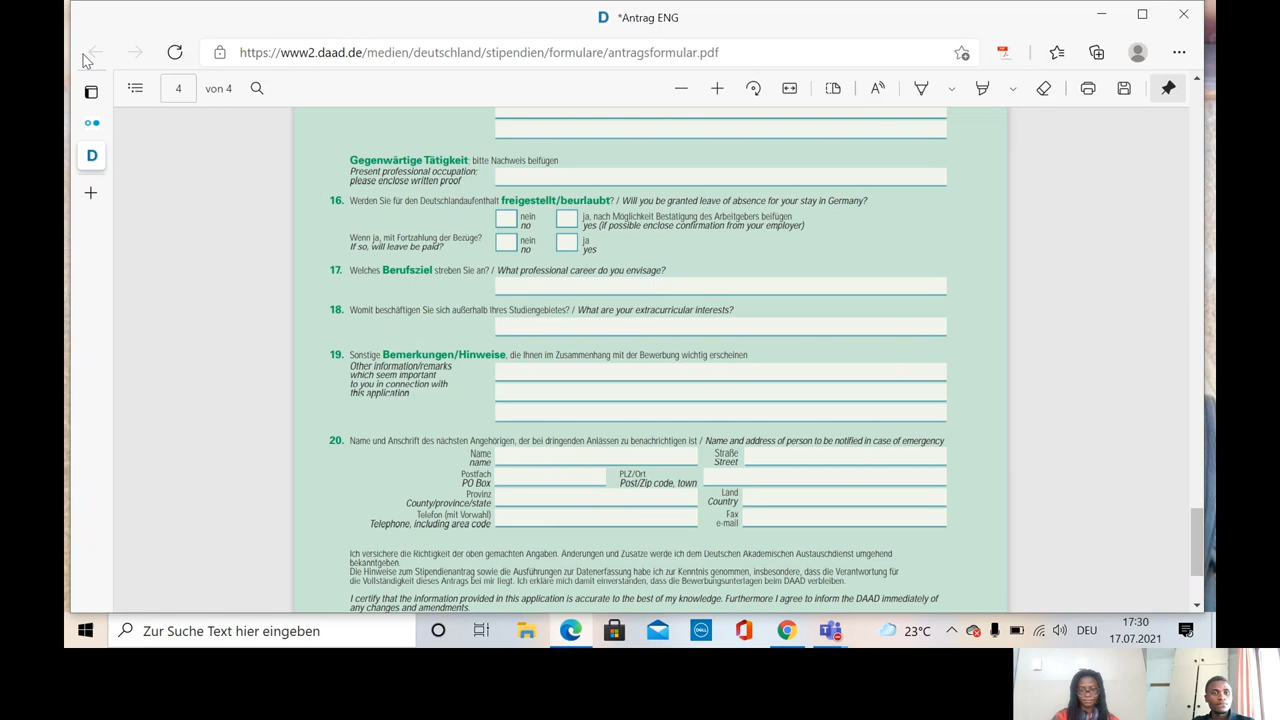 *Antrag ENG
https://www2.daad.de/medien/deutschland/stipendien/formulare/antragsformular.pdf
4 von 4
Gegenwärtige Tätigkeit: bitte Nachweis beifügen
Present professional occupation:
please enclose written proof
16. Werden Sie für den Deutschlandaufenthalt freigestellt/beurlaubt? / Will you be granted leave of absence for your stay in Germany?
nein ja, nach Möglichkeit Bestätigung des Arbeitgebers beifügen
no yes (if possible enclose confirmation from your employer)
Wenn ja, mit Fortzahlung der Bezüge? nein ja
If so, will leave be paid? no yes
17. Welches Berufsziel streben Sie an? / What professional career do you envisage?
18. Womit beschäftigen Sie sich außerhalb Ihres Studiengebietes? / What are your extracurricular interests?
19. Sonstige Bemerkungen/Hinweise, die Ihnen im Zusammenhang mit der Bewerbung wichtig erscheinen
Other information/remarks
which seem important
to you in connection with
this application
20. Name und Anschrift des nächsten Angehörigen, der bei dringenden Anlässen zu benachrichtigen ist / Name and address of person to be notified in case of emergency
Name Straße
name Street
Postfach PLZ/Ort
PO Box Post/Zip code, town
Provinz Land
County/province/state Country
Telefon (mit Vorwahl) Fax
Telephone, including area code e-mail
Ich versichere die Richtigkeit der oben gemachten Angaben. Änderungen und Zusätze werde ich dem Deutschen Akademischen Austauschdienst umgehend
bekanntgeben.
Die Hinweise zum Stipendienantrag sowie die Ausführungen zur Datenerfassung habe ich zur Kenntnis genommen, insbesondere, dass die Verantwortung für
die Vollständigkeit dieses Antrags bei mir liegt. Ich erkläre mich damit einverstanden, dass die Bewerbungsunterlagen beim DAAD verbleiben.
I certify that the information provided in this application is accurate to the best of my knowledge. Furthermore I agree to inform the DAAD immediately of
any changes and amendments.
Zur Suche Text hier eingeben
23°C
DEU
17:30
17.07.2021